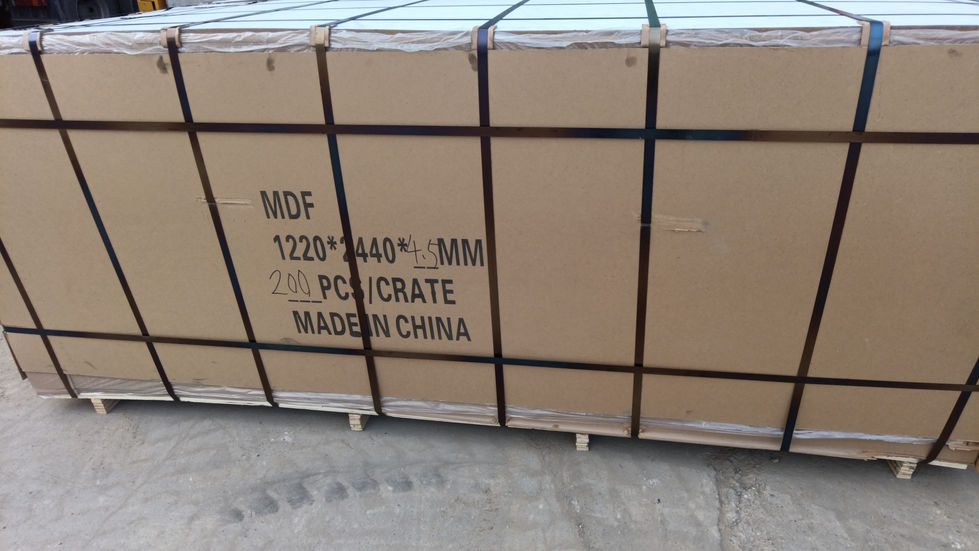 MDF
1220*2440*4.5MM
200 PCS/CRATE
MADE IN CHINA